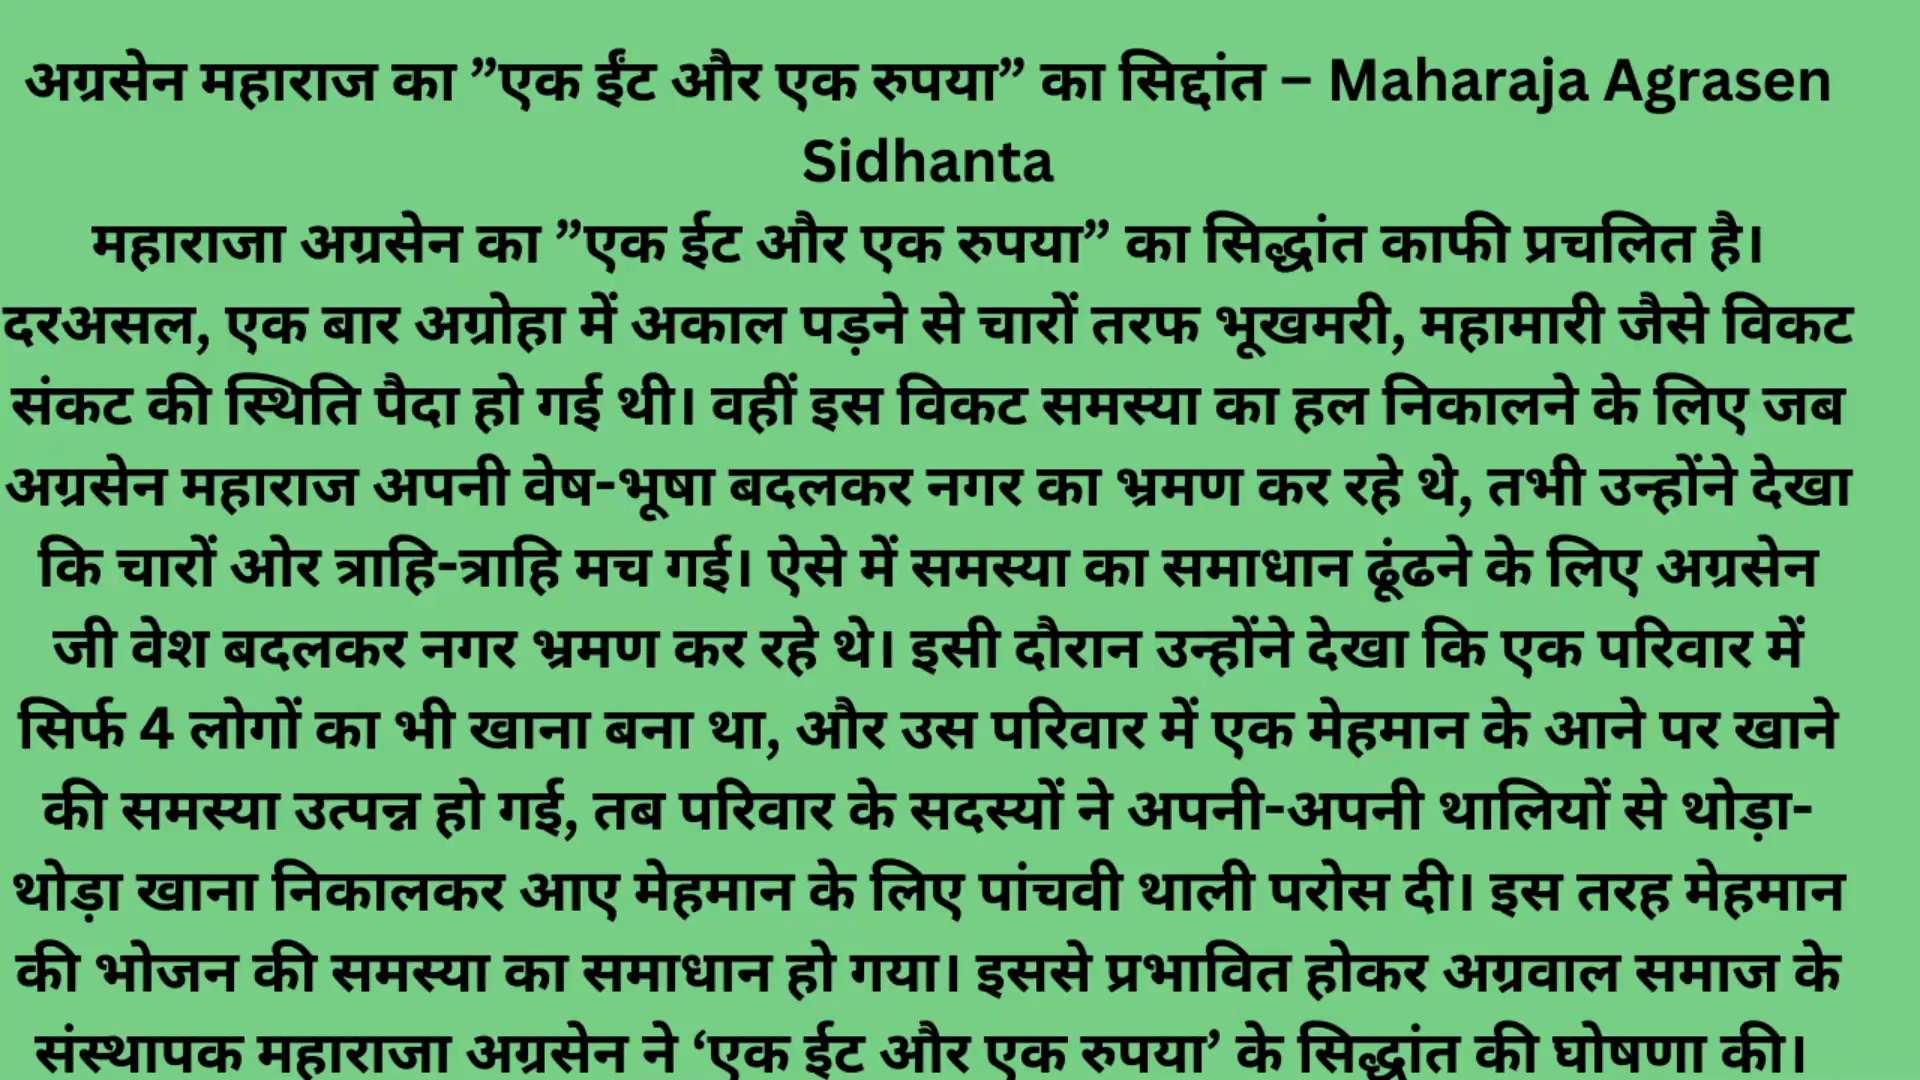 अग्रसेन महाराज का ”एक ईंट और एक रुपया” का सिद्दांत – Maharaja Agrasen
Sidhanta
महाराजा अग्रसेन का ”एक ईट और एक रुपया” का सिद्धांत काफी प्रचलित है।
दरअसल, एक बार अग्रोहा में अकाल पड़ने से चारों तरफ भूखमरी, महामारी जैसे विकट
संकट की स्थिति पैदा हो गई थी। वहीं इस विकट समस्या का हल निकालने के लिए जब
अग्रसेन महाराज अपनी वेष-भूषा बदलकर नगर का भ्रमण कर रहे थे, तभी उन्होंने देखा
कि चारों ओर त्राहि-त्राहि मच गई। ऐसे में समस्या का समाधान ढूंढने के लिए अग्रसेन
जी वेश बदलकर नगर भ्रमण कर रहे थे। इसी दौरान उन्होंने देखा कि एक परिवार में
सिर्फ 4 लोगों का भी खाना बना था, और उस परिवार में एक मेहमान के आने पर खाने
की समस्या उत्पन्न हो गई, तब परिवार के सदस्यों ने अपनी-अपनी थालियों से थोड़ा-
थोड़ा खाना निकालकर आए मेहमान के लिए पांचवी थाली परोस दी। इस तरह मेहमान
की भोजन की समस्या का समाधान हो गया। इससे प्रभावित होकर अग्रवाल समाज के
संस्थापक महाराजा अग्रसेन ने ‘एक ईट और एक रुपया’ के सिद्धांत की घोषणा की।